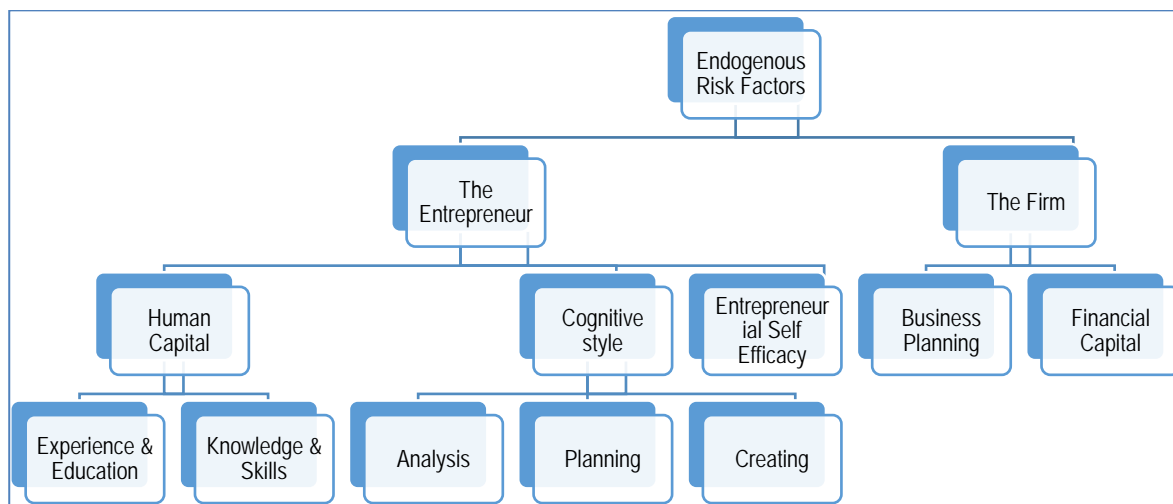 Endogenous
Risk Factors
The
Entrepreneur
The Firm
Human
Capital
Cognitive
style
Entrepreneur
ial Self
Efficacy
Business
Planning
Financial
Capital
Experience &
Education
Knowledge &
Skills
Analysis
Planning
Creating